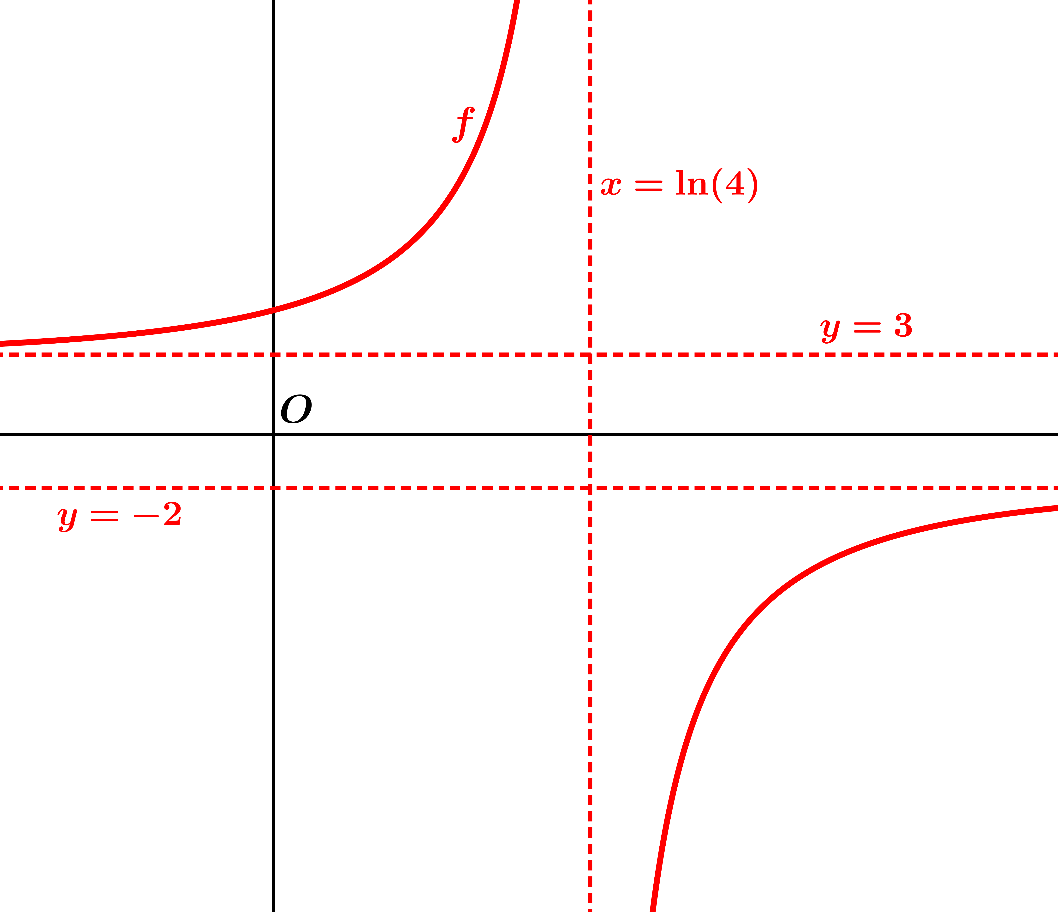 f
x = ln(4)
y = 3
O
y = −2